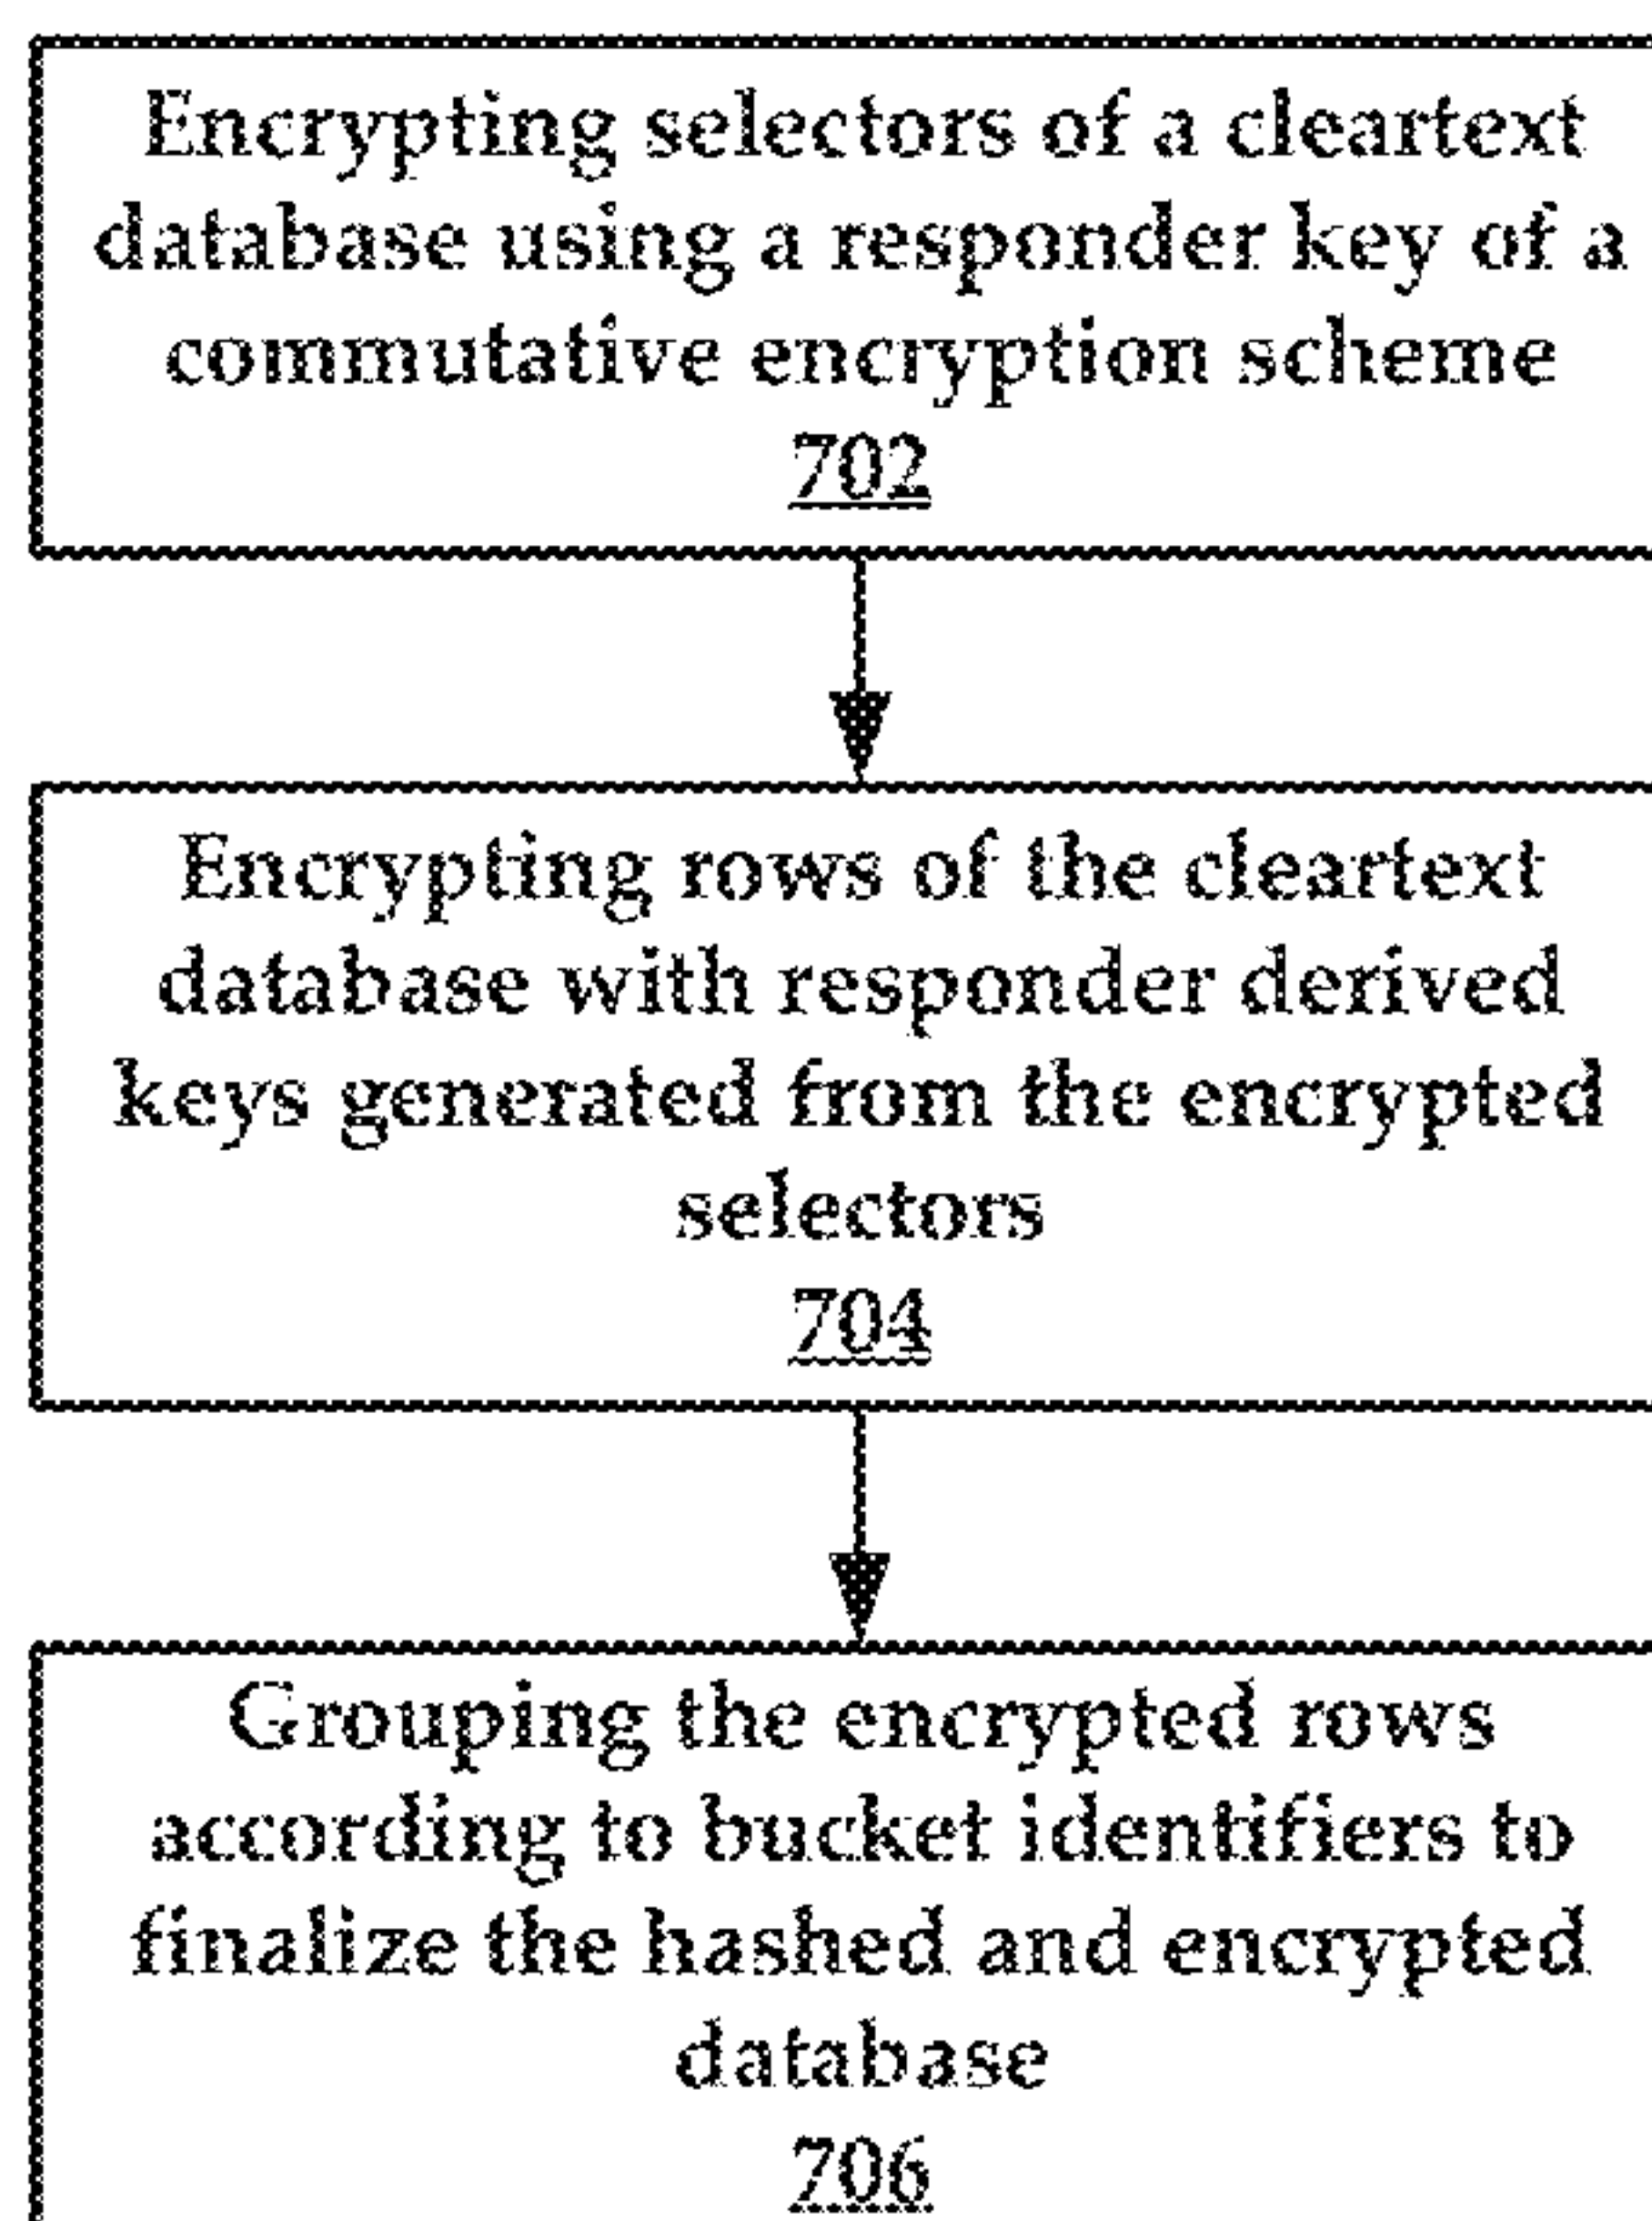 Encrypting selectors of a cleartext
database using a responder key of a
commutative encryption scheme
702
Encrypting rows of the cleartext
database with responder derived
keys generated from the encrypted
selectors
704
Grouping the encrypted rows
according to bucket identifiers to
finalize the hashed and encrypted
database
706